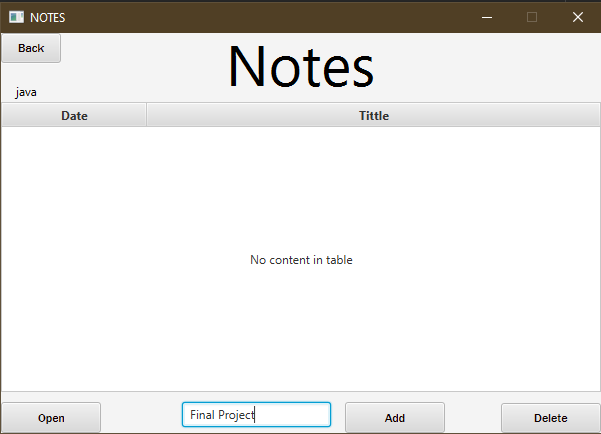 NOTES
Back
Notes
java
Date Tittle
No content in table
Open Final Project Add Delete